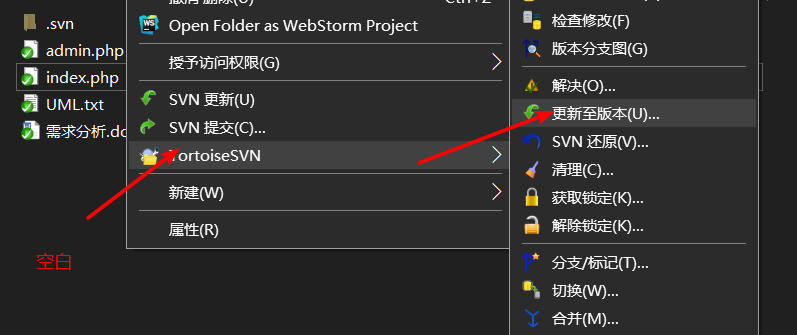 .svn
admin.php
index.php
UML.txt
需求分析.do
空白
Ctrl+Z
Open Folder as WebStorm Project
授予访问权限(G)
SVN 更新(U)
SVN 提交(C)...
TortoiseSVN
新建(W)
属性(R)
检查修改(F)
版本分支图(G)
解决(O)...
更新至版本(U)...
SVN 还原(V)...
清理(C)...
获取锁定(K)...
解除锁定(K)...
分支/标记(T)...
切换(W)...
合并(M)...